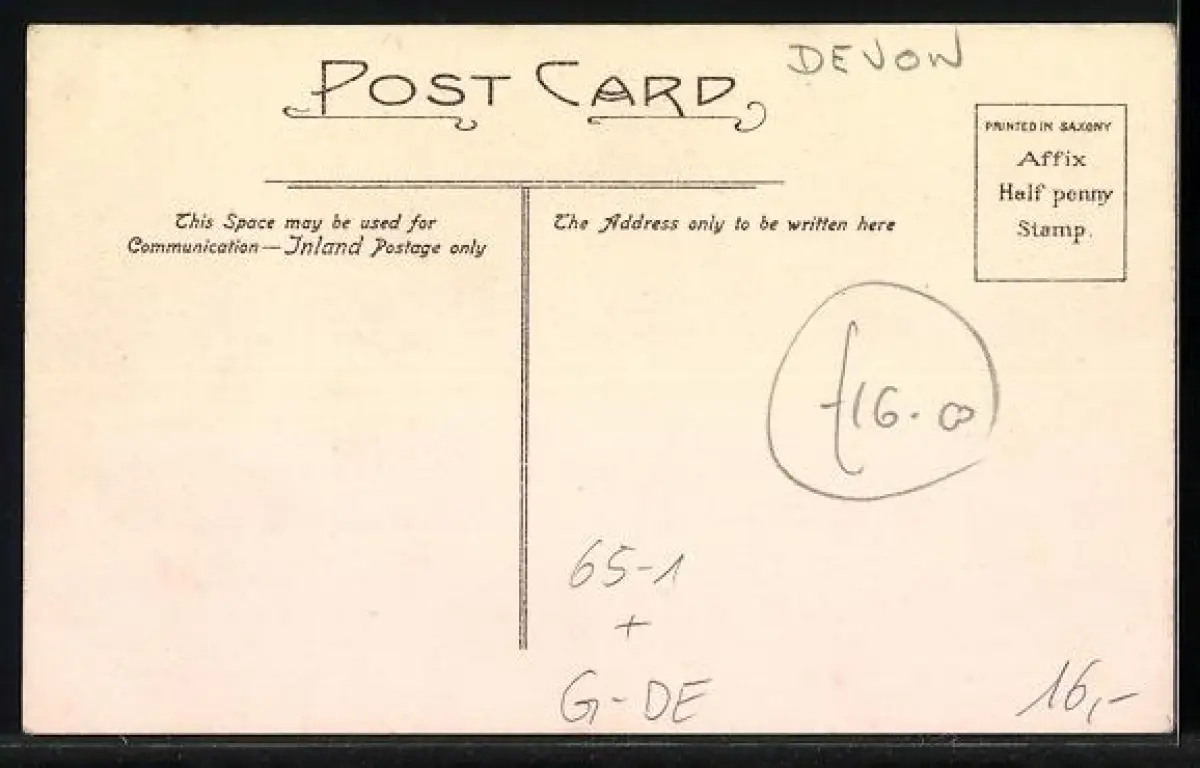 DEVON
POST CARD
PRINTED IN SAXONY
Affix
Half penny
Stamp.
This Space may be used for
Communication — Inland Postage only
The Address only to be written here
£16.00
65-1
+
G-DE
16,-